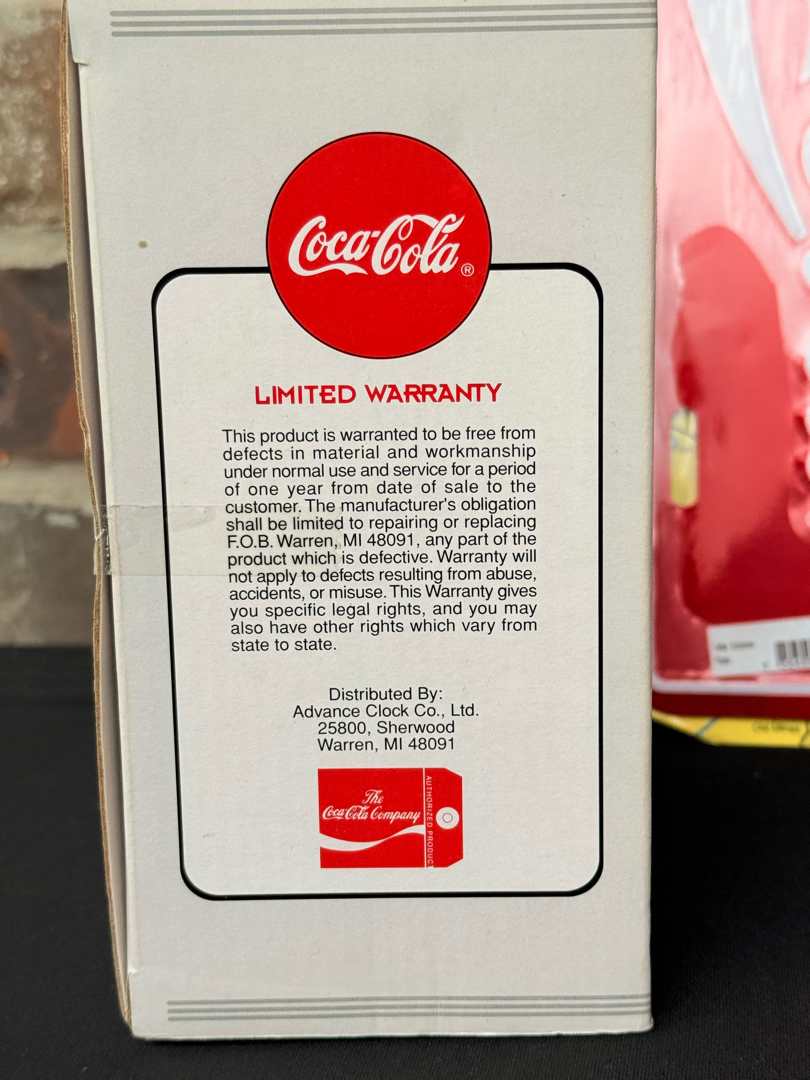 Coca-Cola®
LIMITED WARRANTY
This product is warranted to be free from
defects in material and workmanship
under normal use and service for a period
of one year from date of sale to the
customer. The manufacturer's obligation
shall be limited to repairing or replacing
F.O.B. Warren, MI 48091, any part of the
product which is defective. Warranty will
not apply to defects resulting from abuse,
accidents, or misuse. This Warranty gives
you specific legal rights, and you may
also have other rights which vary from
state to state.
Distributed By:
Advance Clock Co., Ltd.
25800, Sherwood
Warren, MI 48091
The
Coca-Cola Company
AUTHORIZED PRODUCT